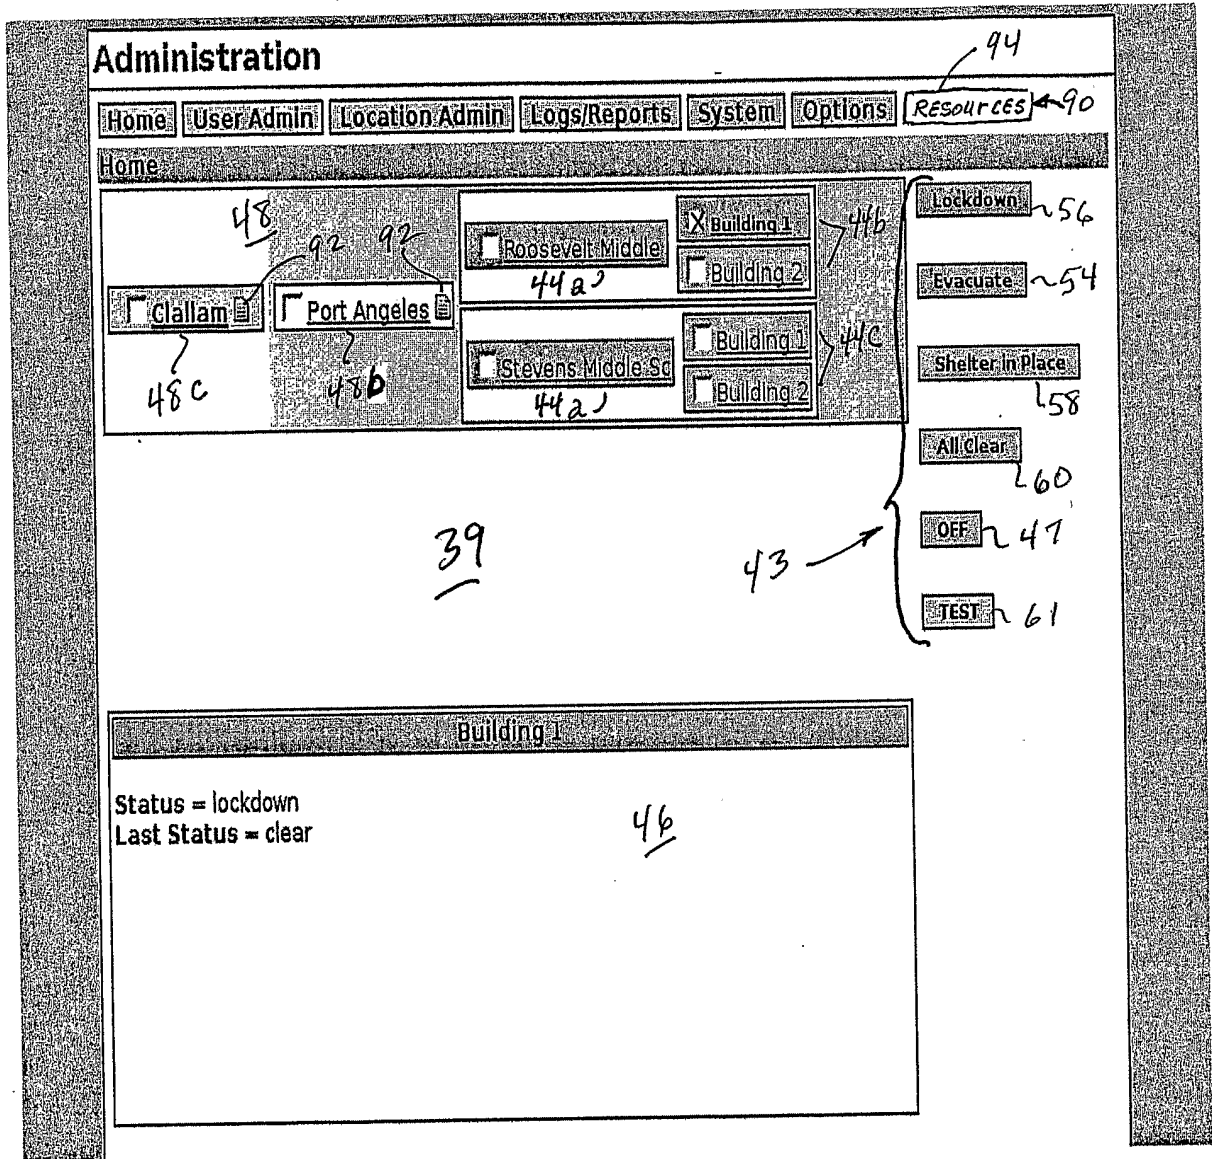 Administration
94
Home User Admin Location Admin Logs/Reports System Options RESOURCES 90
Home
48
92 92
Clallam Port Angeles
48c 48b
Roosevelt Middle
44a
X Building 1
Building 2
44b
Stevens Middle Sc
44a
Building 1
Building 2
44c
Lockdown 56
Evacuate 54
Shelter in Place
58
All Clear
60
OFF 47
TEST 61
43
39
Building 1
Status = lockdown
Last Status = clear
46